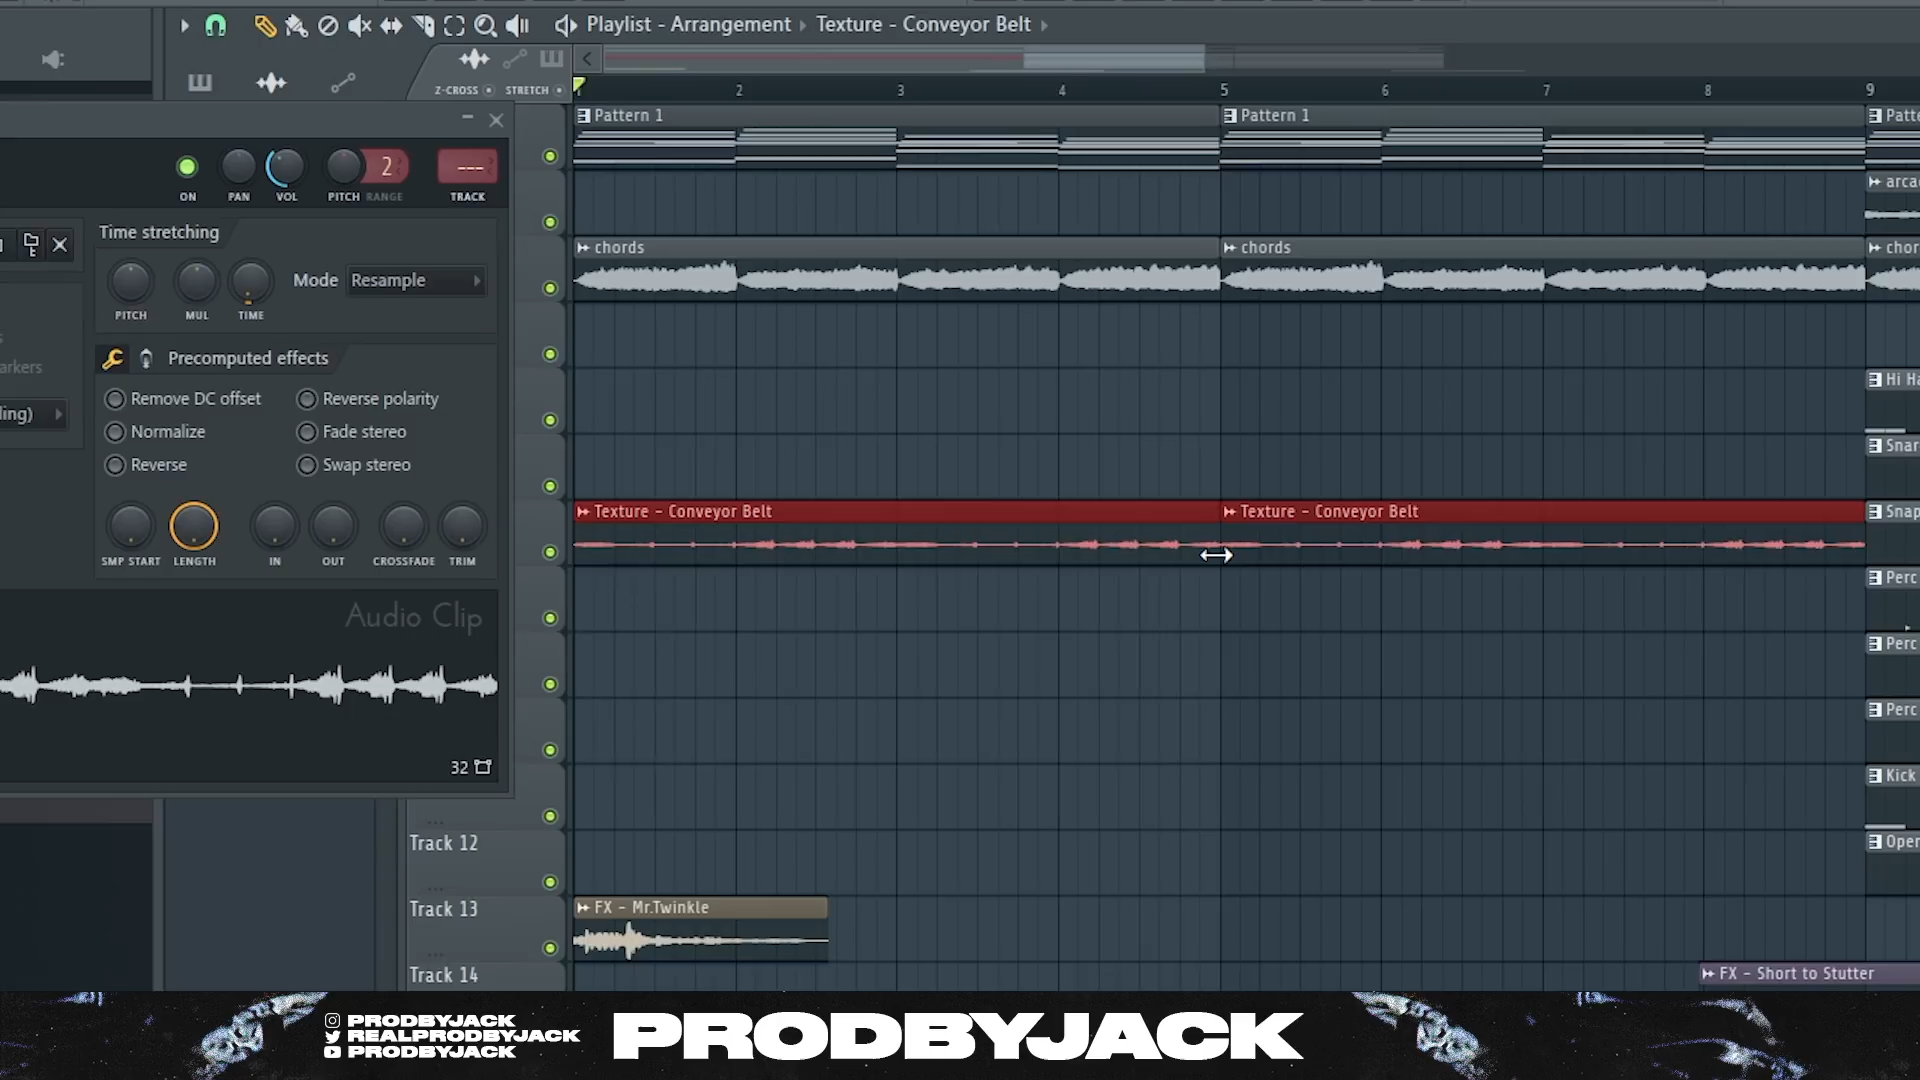 Playlist - Arrangement › Texture - Conveyor Belt ›
Z-CROSS STRETCH
1 2 3 4 5 6 7 8 9
Pattern 1 Pattern 1
ON PAN VOL PITCH RANGE TRACK
2 ---
chords chords
Time stretching
Mode Resample
PITCH MUL TIME
Precomputed effects
Remove DC offset Reverse polarity
Normalize Fade stereo
Reverse Swap stereo
SMP START LENGTH IN OUT CROSSFADE TRIM
Texture - Conveyor Belt Texture - Conveyor Belt
Perc
Perc
Perc
Kick
Audio Clip
32
Track 12
Track 13
FX - Mr.Twinkle
Track 14
FX - Short to Stutter
PRODBYJACK
REALPRODBYJACK
PRODBYJACK
PRODBYJACK